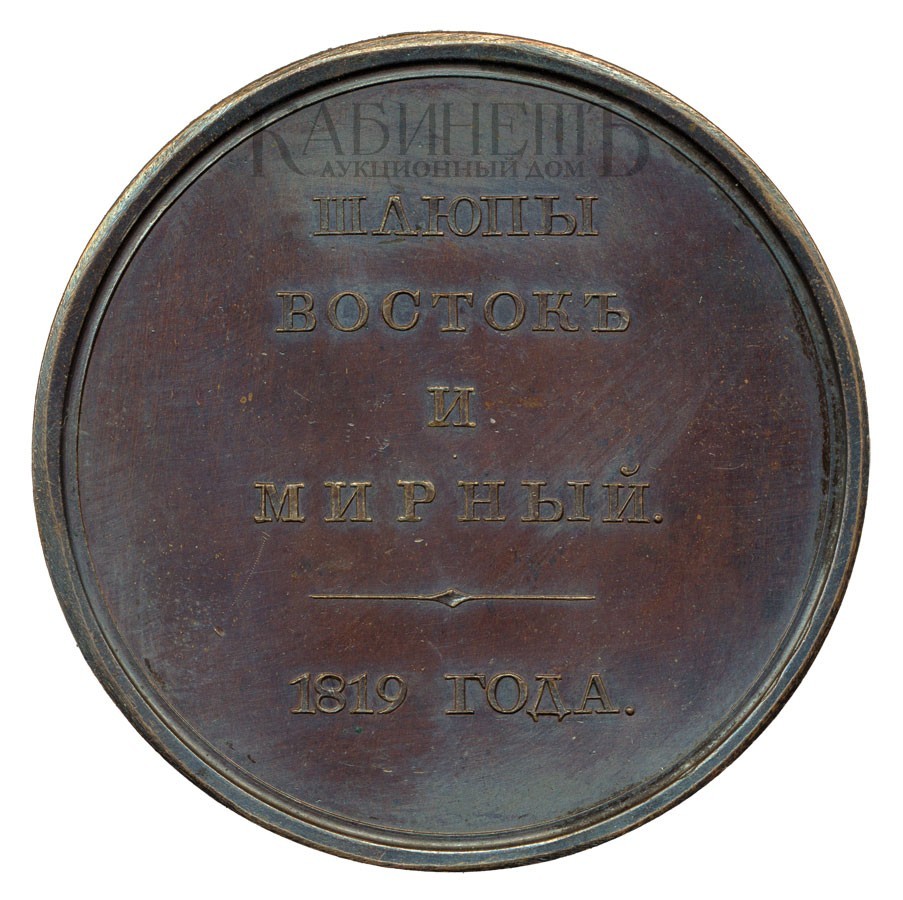 КАБИНЕТЪ
АУКЦИОННЫЙ ДОМ
ШЛЮПЫ
ВОСТОКЪ
И
МИРНЫЙ.
1819 ГОДА.